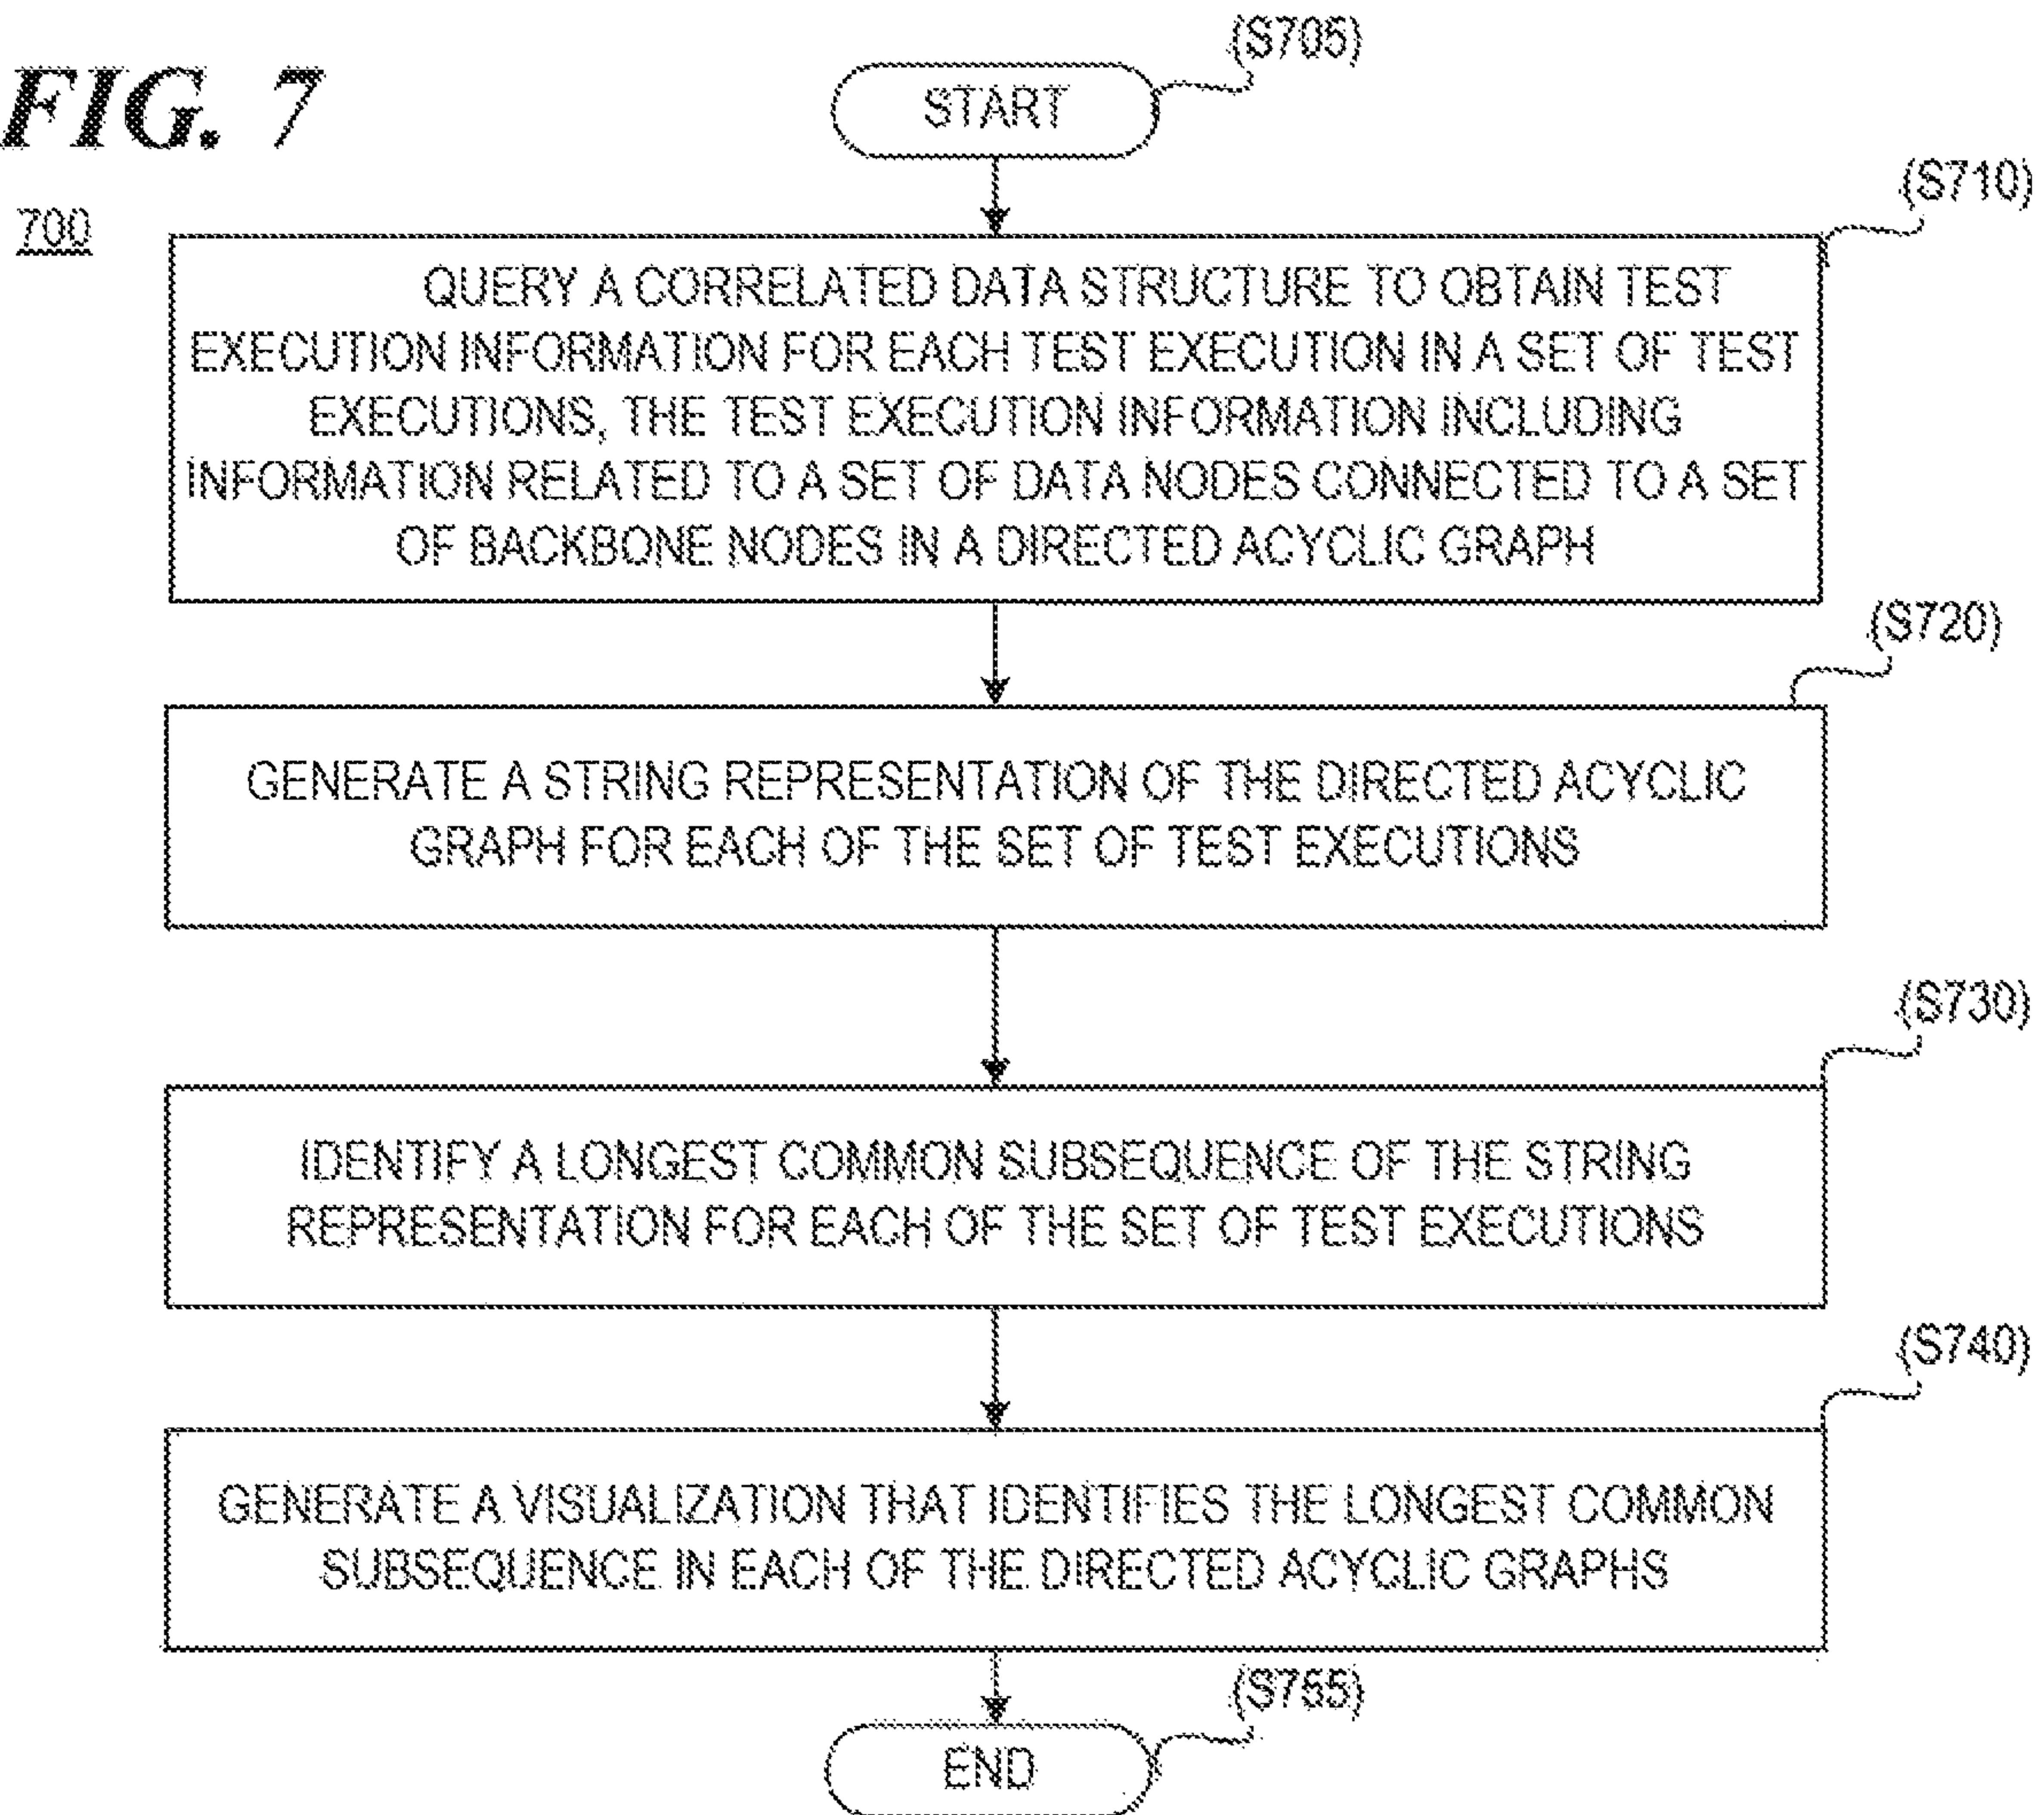 FIG. 7
700
START
(S705)
(S710)
QUERY A CORRELATED DATA STRUCTURE TO OBTAIN TEST
EXECUTION INFORMATION FOR EACH TEST EXECUTION IN A SET OF TEST
EXECUTIONS, THE TEST EXECUTION INFORMATION INCLUDING
INFORMATION RELATED TO A SET OF DATA NODES CONNECTED TO A SET
OF BACKBONE NODES IN A DIRECTED ACYCLIC GRAPH
(S720)
GENERATE A STRING REPRESENTATION OF THE DIRECTED ACYCLIC
GRAPH FOR EACH OF THE SET OF TEST EXECUTIONS
(S730)
IDENTIFY A LONGEST COMMON SUBSEQUENCE OF THE STRING
REPRESENTATION FOR EACH OF THE SET OF TEST EXECUTIONS
(S740)
GENERATE A VISUALIZATION THAT IDENTIFIES THE LONGEST COMMON
SUBSEQUENCE IN EACH OF THE DIRECTED ACYCLIC GRAPHS
(S755)
END